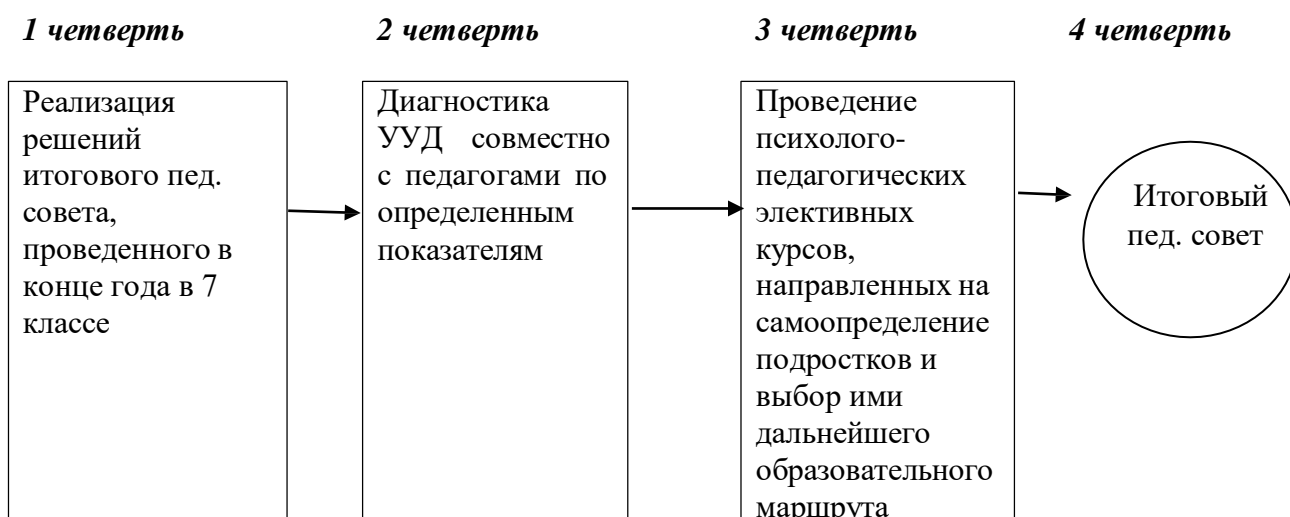 1 четверть
2 четверть
3 четверть
4 четверть
Реализация
решений
итогового пед.
совета,
проведенного в
конце года в 7
классе
Диагностика
УУД совместно
с педагогами по
определенным
показателям
Проведение
психолого-
педагогических
элективных
курсов,
направленных на
самоопределение
подростков и
выбор ими
дальнейшего
образовательного
маршрута
Итоговый
пед. совет